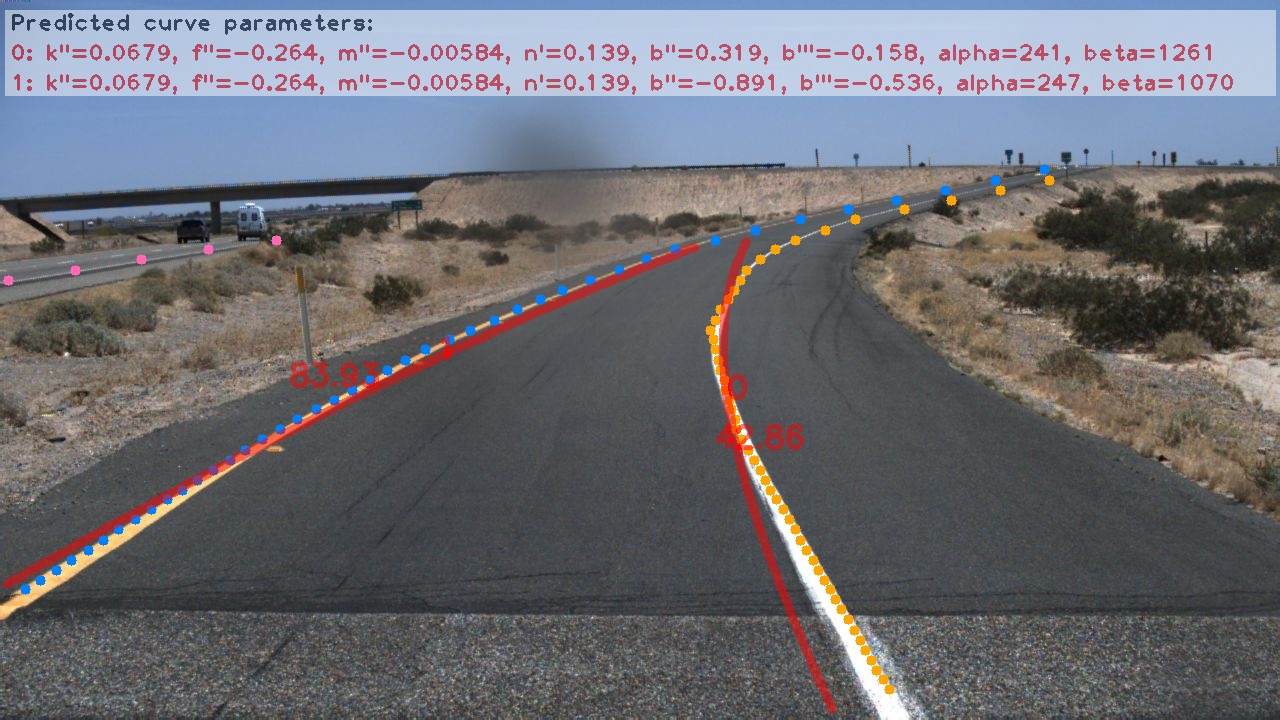 Predicted curve parameters:
0: k''=0.0679, f''=-0.264, m''=-0.00584, n'=0.139, b''=0.319, b'''=-0.158, alpha=241, beta=1261
1: k''=0.0679, f''=-0.264, m''=-0.00584, n'=0.139, b''=-0.891, b'''=-0.536, alpha=247, beta=1070
83.93
0
42.86